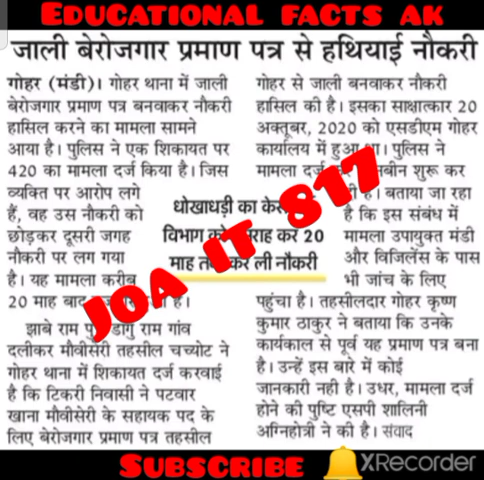 EDUCATIONAL FACTS AK
जाली बेरोजगार प्रमाण पत्र से हथियाई नौकरी
गोहर (मंडी)। गोहर थाना में जाली
बेरोजगार प्रमाण पत्र बनवाकर नौकरी
हासिल करने का मामला सामने
आया है। पुलिस ने एक शिकायत पर
420 का मामला दर्ज किया है। जिस
व्यक्ति पर आरोप लगे
हैं, वह उस नौकरी को
छोड़कर दूसरी जगह
नौकरी पर लग गया
है। यह मामला करीब
20 माह बाद है।
झाबे राम डागु राम गांव
दलीकर मौवीसेरी तहसील चच्योट ने
गोहर थाना में शिकायत दर्ज करवाई
है कि टिकरी निवासी ने पटवार
खाना मौवीसेरी के सहायक पद के
लिए बेरोजगार प्रमाण पत्र तहसील
धोखाधड़ी का
विभाग को कर 20
माह कर ली नौकरी
गोहर से जाली बनवाकर नौकरी
हासिल की है। इसका साक्षात्कार 20
अक्तूबर, 2020 को एसडीएम गोहर
कार्यालय में हुआ था। पुलिस ने
मामला दर्ज शुरू कर
है। बताया जा रहा
है कि इस संबंध में
मामला उपायुक्त मंडी
और विजिलेंस के पास
भी जांच के लिए
पहुंचा है। तहसीलदार गोहर कृष्ण
कुमार ठाकुर ने बताया कि उनके
कार्यकाल से पूर्व यह प्रमाण पत्र बना
है। उन्हें इस बारे में कोई
जानकारी नही है। उधर, मामला दर्ज
होने की पुष्टि एसपी शालिनी
अग्निहोत्री ने की है। संवाद
JOA IT 817
SUBSCRIBE
XRecorder